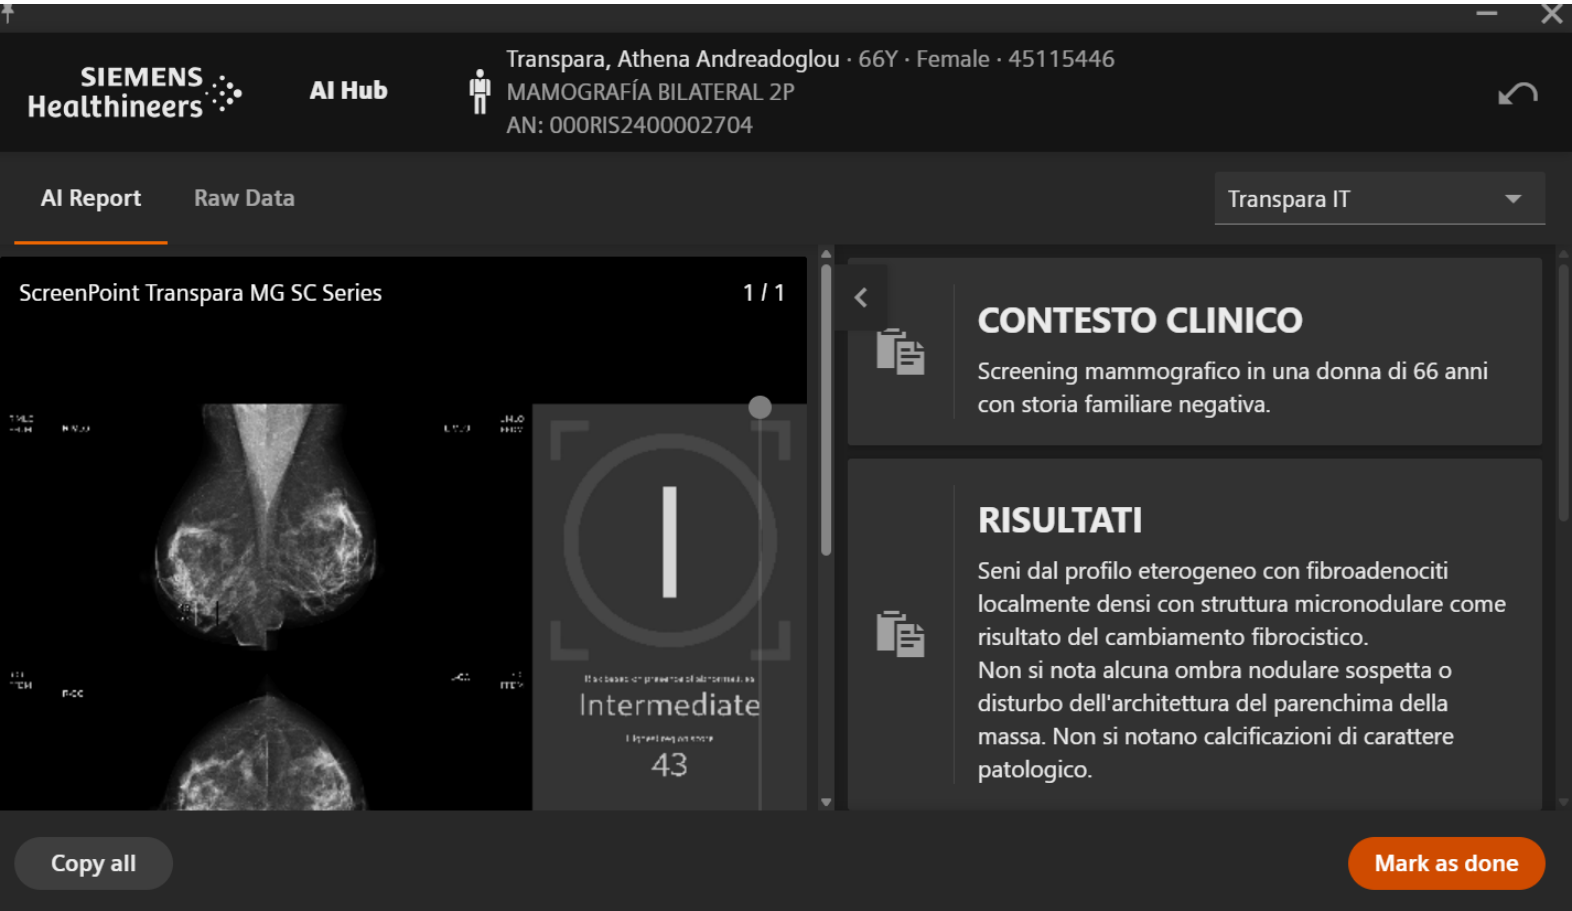 SIEMENS
Healthineers
AI Hub
Transpara, Athena Andreadoglou · 66Y · Female · 45115446
MAMOGRAFÍA BILATERAL 2P
AN: 000RIS2400002704
AI Report
Raw Data
Transpara IT
ScreenPoint Transpara MG SC Series
1 / 1
Intermediate
43
CONTESTO CLINICO
Screening mammografico in una donna di 66 anni
con storia familiare negativa.
RISULTATI
Seni dal profilo eterogeneo con fibroadenociti
localmente densi con struttura micronodulare come
risultato del cambiamento fibrocistico.
Non si nota alcuna ombra nodulare sospetta o
disturbo dell'architettura del parenchima della
massa. Non si notano calcificazioni di carattere
patologico.
Copy all
Mark as done